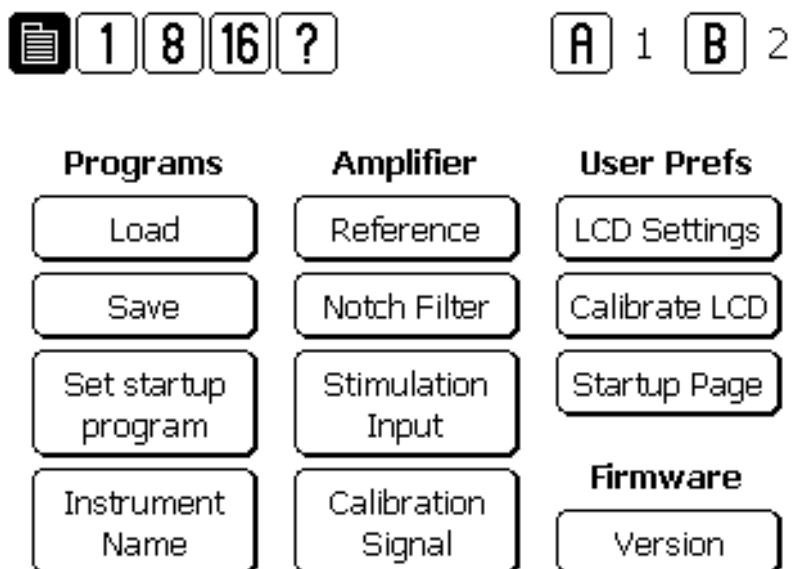 1 8 16 ? A 1 B 2
Programs Amplifier User Prefs
Load Reference LCD Settings
Save Notch Filter Calibrate LCD
Set startup Stimulation Startup Page
program Input
Firmware
Instrument Calibration
Name Signal Version